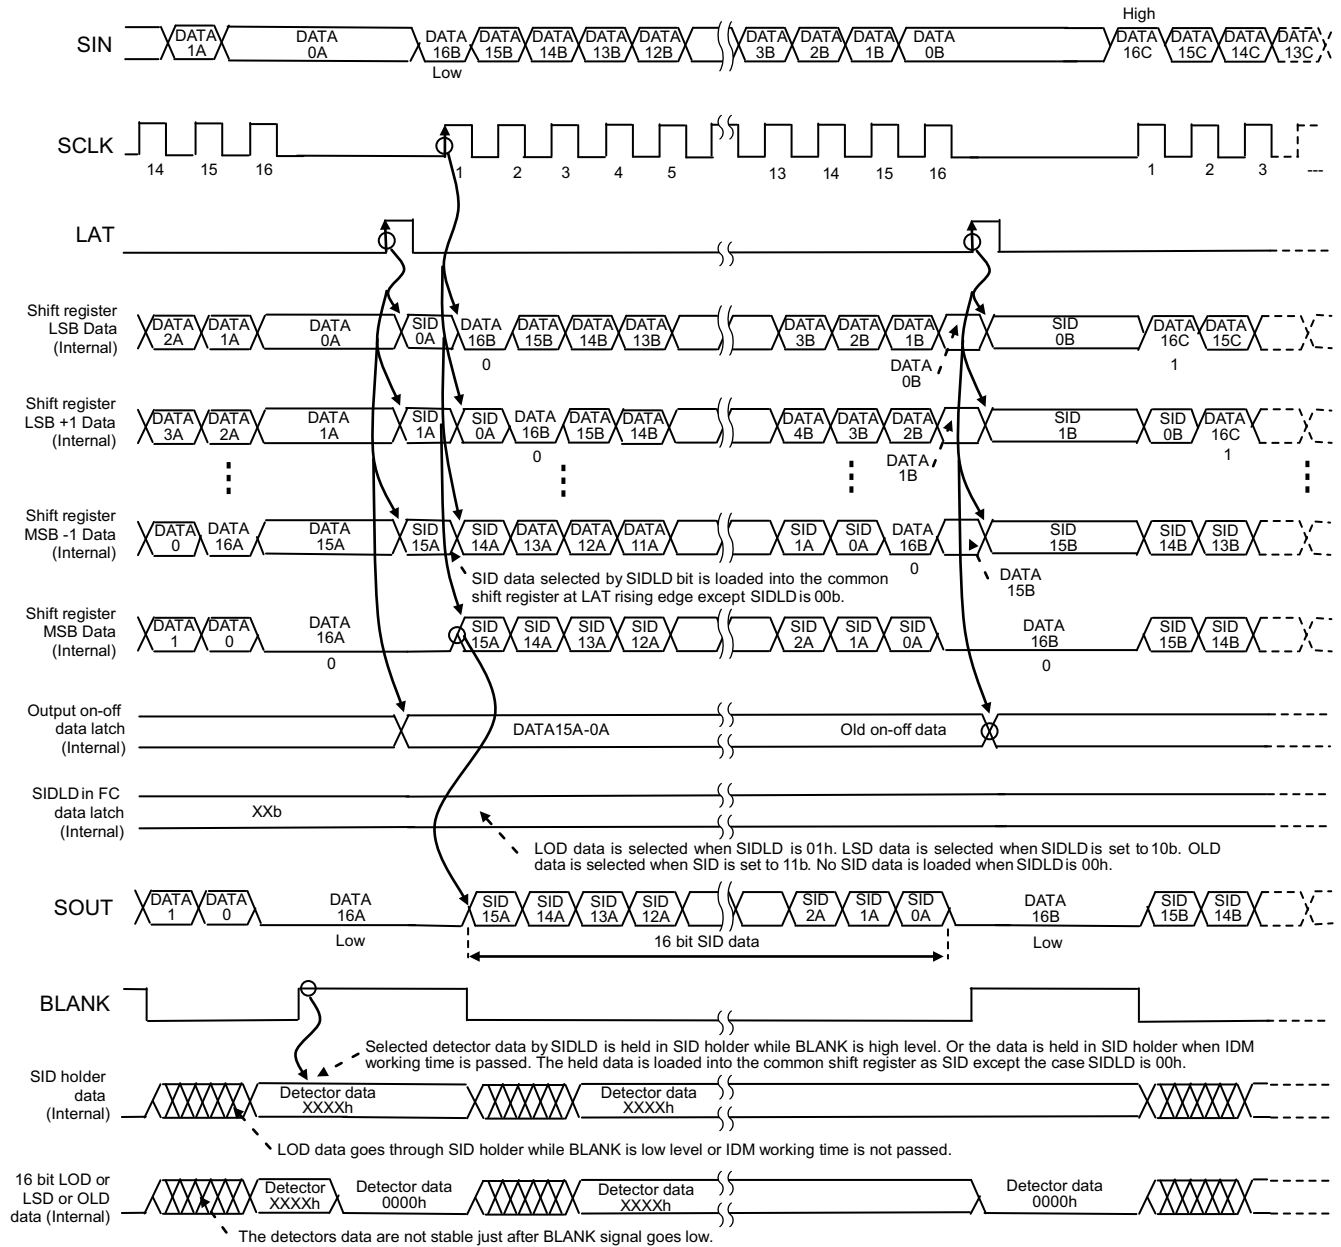 High
SIN
DATA 1A
DATA 0A
DATA 16B
DATA 15B
DATA 14B
DATA 13B
DATA 12B
DATA 3B
DATA 2B
DATA 1B
DATA 0B
DATA 16C
DATA 15C
DATA 14C
DATA 13C
Low
SCLK
14 15 16 1 2 3 4 5 13 14 15 16 1 2 3 ---
LAT
Shift register
LSB Data
(Internal)
DATA 2A
DATA 1A
DATA 0A
SID 0A
DATA 16B
DATA 15B
DATA 14B
DATA 13B
DATA 3B
DATA 2B
DATA 1B
SID 0B
DATA 16C
DATA 15C
0
DATA 0B
1
Shift register
LSB +1 Data
(Internal)
DATA 3A
DATA 2A
DATA 1A
SID 1A
SID 0A
DATA 16B
DATA 15B
DATA 14B
DATA 4B
DATA 3B
DATA 2B
SID 1B
SID 0B
DATA 16C
0
DATA 1B
1
Shift register
MSB -1 Data
(Internal)
DATA 0
DATA 16A
DATA 15A
SID 15A
SID 14A
DATA 13A
DATA 12A
DATA 11A
SID 1A
SID 0A
DATA 16B
SID 15B
SID 14B
SID 13B
0
DATA 15B
SID data selected by SIDLD bit is loaded into the common
shift register at LAT rising edge except SIDLD is 00b.
Shift register
MSB Data
(Internal)
DATA 1
DATA 0
DATA 16A
SID 15A
SID 14A
SID 13A
SID 12A
SID 2A
SID 1A
SID 0A
DATA 16B
SID 15B
SID 14B
0
0
Output on-off
data latch
(Internal)
DATA15A-0A
Old on-off data
SIDLD in FC
data latch
(Internal)
XXb
LOD data is selected when SIDLD is 01h. LSD data is selected when SIDLD is set to 10b. OLD
data is selected when SID is set to 11b. No SID data is loaded when SIDLD is 00h.
SOUT
DATA 1
DATA 0
DATA 16A
SID 15A
SID 14A
SID 13A
SID 12A
SID 2A
SID 1A
SID 0A
DATA 16B
SID 15B
SID 14B
Low
16 bit SID data
Low
BLANK
Selected detector data by SIDLD is held in SID holder while BLANK is high level. Or the data is held in SID holder when IDM
working time is passed. The held data is loaded into the common shift register as SID except the case SIDLD is 00h.
SID holder
data
(Internal)
Detector data
XXXXh
Detector data
XXXXh
LOD data goes through SID holder while BLANK is low level or IDM working time is not passed.
16 bit LOD or
LSD or OLD
data (Internal)
Detector
XXXXh
Detector data
0000h
Detector data
XXXXh
Detector data
0000h
The detectors data are not stable just after BLANK signal goes low.